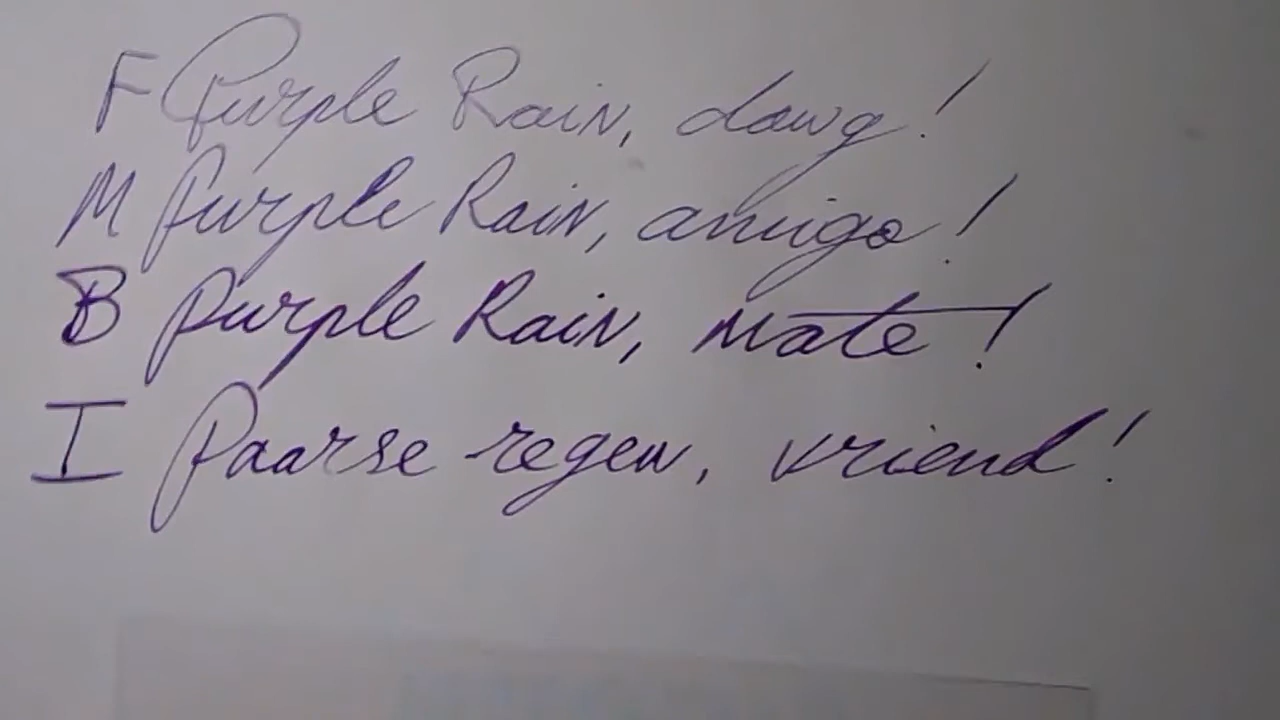 F Purple Rain, dawg!
M Purple Rain, amigo!
B Purple Rain, mate!
I Paarse regen, vriend!